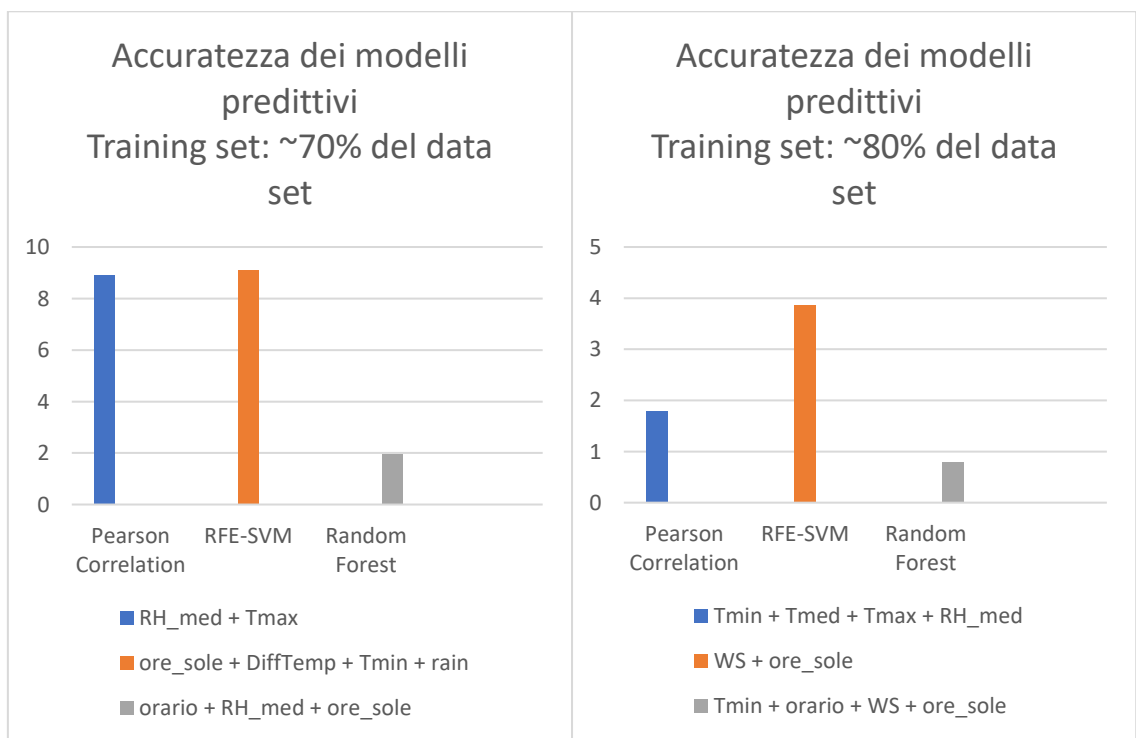 Accuratezza dei modelli
predittivi
Training set: ~70% del data
set
10
8
6
4
2
0
Pearson
Correlation
RFE-SVM
Random
Forest
RH_med + Tmax
ore_sole + DiffTemp + Tmin + rain
orario + RH_med + ore_sole
Accuratezza dei modelli
predittivi
Training set: ~80% del data
set
5
4
3
2
1
0
Pearson
Correlation
RFE-SVM
Random
Forest
Tmin + Tmed + Tmax + RH_med
WS + ore_sole
Tmin + orario + WS + ore_sole